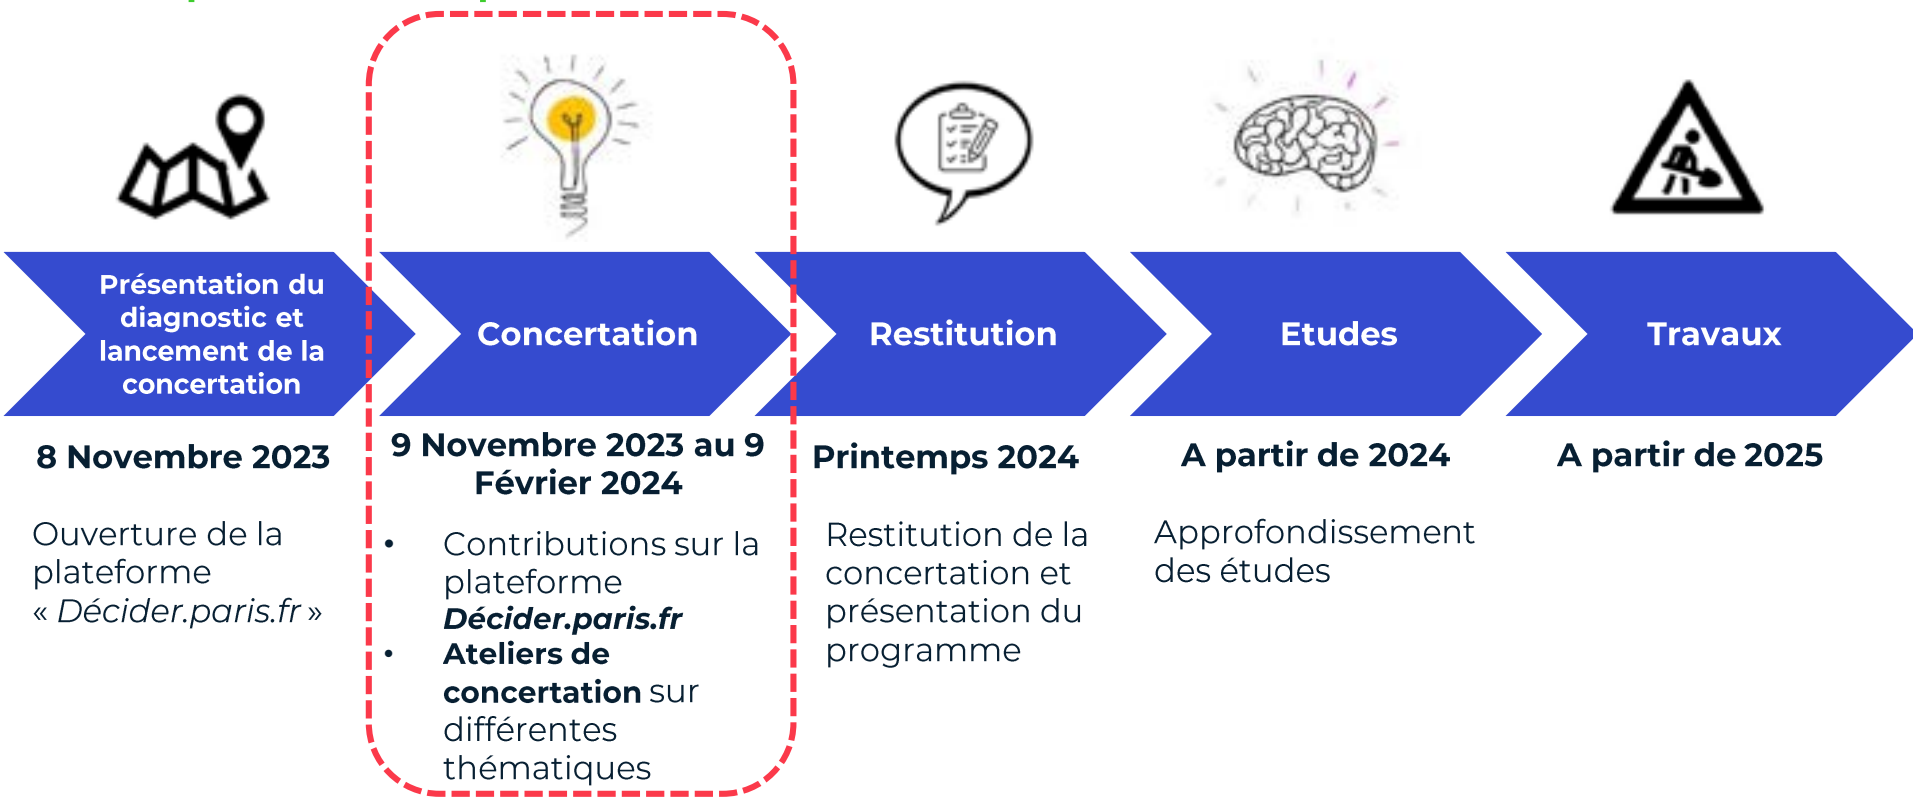 Présentation du
diagnostic et
lancement de la
concertation
Concertation
Restitution
Etudes
Travaux
8 Novembre 2023
Ouverture de la
plateforme
« Décider.paris.fr »
9 Novembre 2023 au 9
Février 2024
• Contributions sur la
plateforme
Décider.paris.fr
• Ateliers de
concertation sur
différentes
thématiques
Printemps 2024
Restitution de la
concertation et
présentation du
programme
A partir de 2024
Approfondissement
des études
A partir de 2025